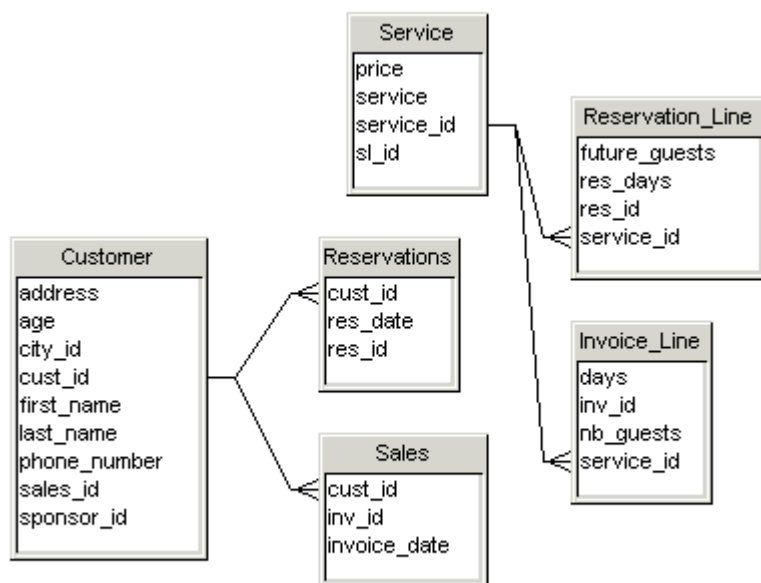 Service
price
service
service_id
sl_id
Reservation_Line
future_guests
res_days
res_id
service_id
Customer
address
age
city_id
cust_id
first_name
last_name
phone_number
sales_id
sponsor_id
Reservations
cust_id
res_date
res_id
Invoice_Line
days
inv_id
nb_guests
service_id
Sales
cust_id
inv_id
invoice_date